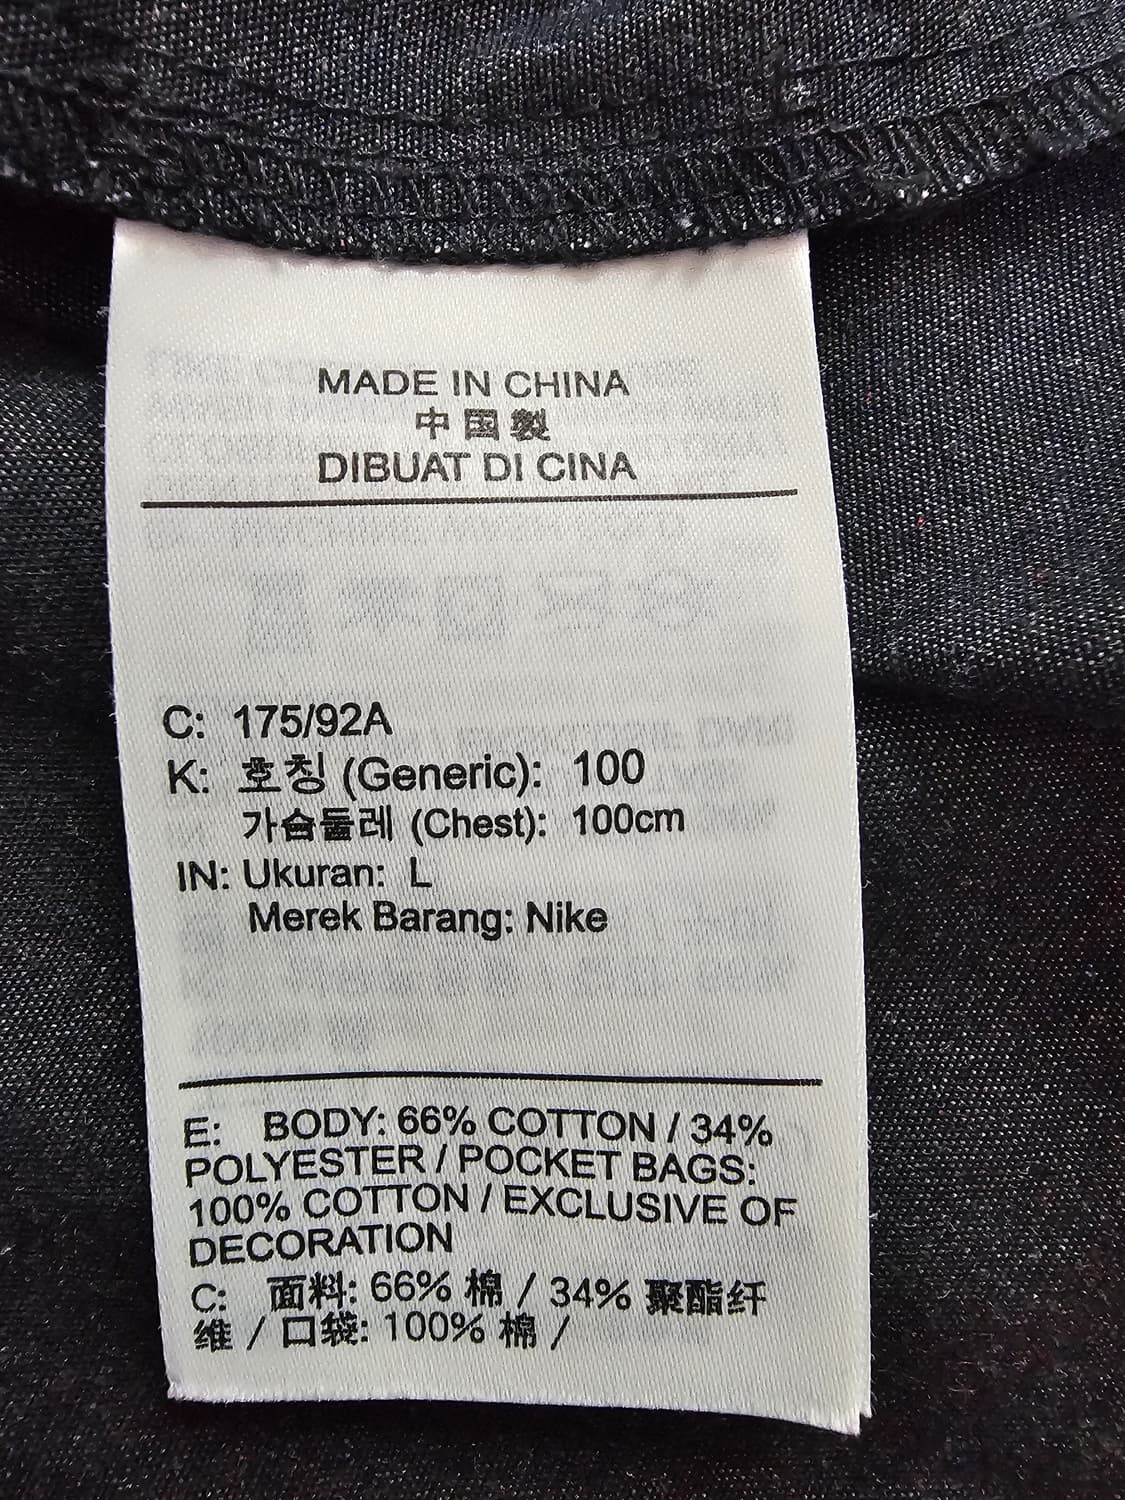 MADE IN CHINA
中国製
DIBUAT DI CINA
C: 175/92A
K: 호칭 (Generic): 100
가슴둘레 (Chest): 100cm
IN: Ukuran: L
Merek Barang: Nike
E: BODY: 66% COTTON / 34%
POLYESTER / POCKET BAGS:
100% COTTON / EXCLUSIVE OF
DECORATION
C: 面料: 66% 棉 / 34% 聚酯纤
维 / 口袋: 100% 棉 /